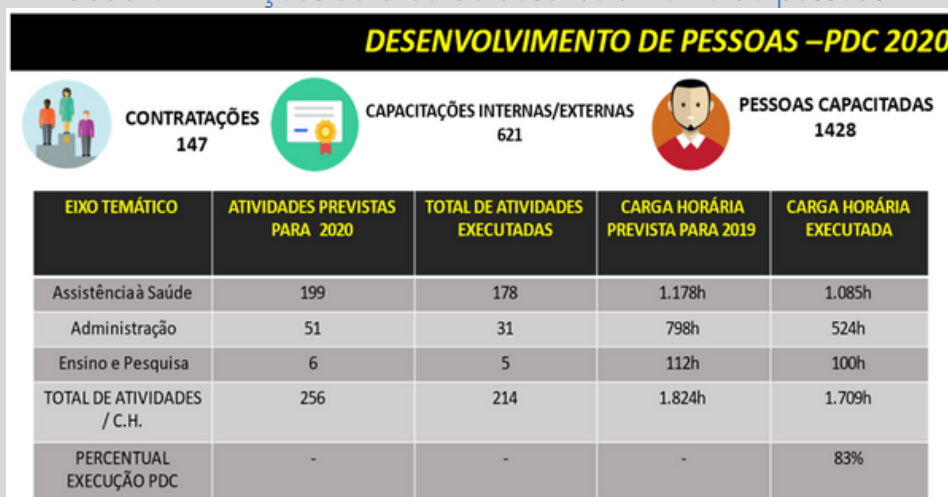 DESENVOLVIMENTO DE PESSOAS –PDC 2020
CONTRATAÇÕES
147
CAPACITAÇÕES INTERNAS/EXTERNAS
621
PESSOAS CAPACITADAS
1428
EIXO TEMÁTICO
ATIVIDADES PREVISTAS
PARA 2020
TOTAL DE ATIVIDADES
EXECUTADAS
CARGA HORÁRIA
PREVISTA PARA 2019
CARGA HORÁRIA
EXECUTADA
Assistência à Saúde 199 178 1.178h 1.085h
Administração 51 31 798h 524h
Ensino e Pesquisa 6 5 112h 100h
TOTAL DE ATIVIDADES
/ C.H.
256 214 1.824h 1.709h
PERCENTUAL
EXECUÇÃO PDC
- - - 83%